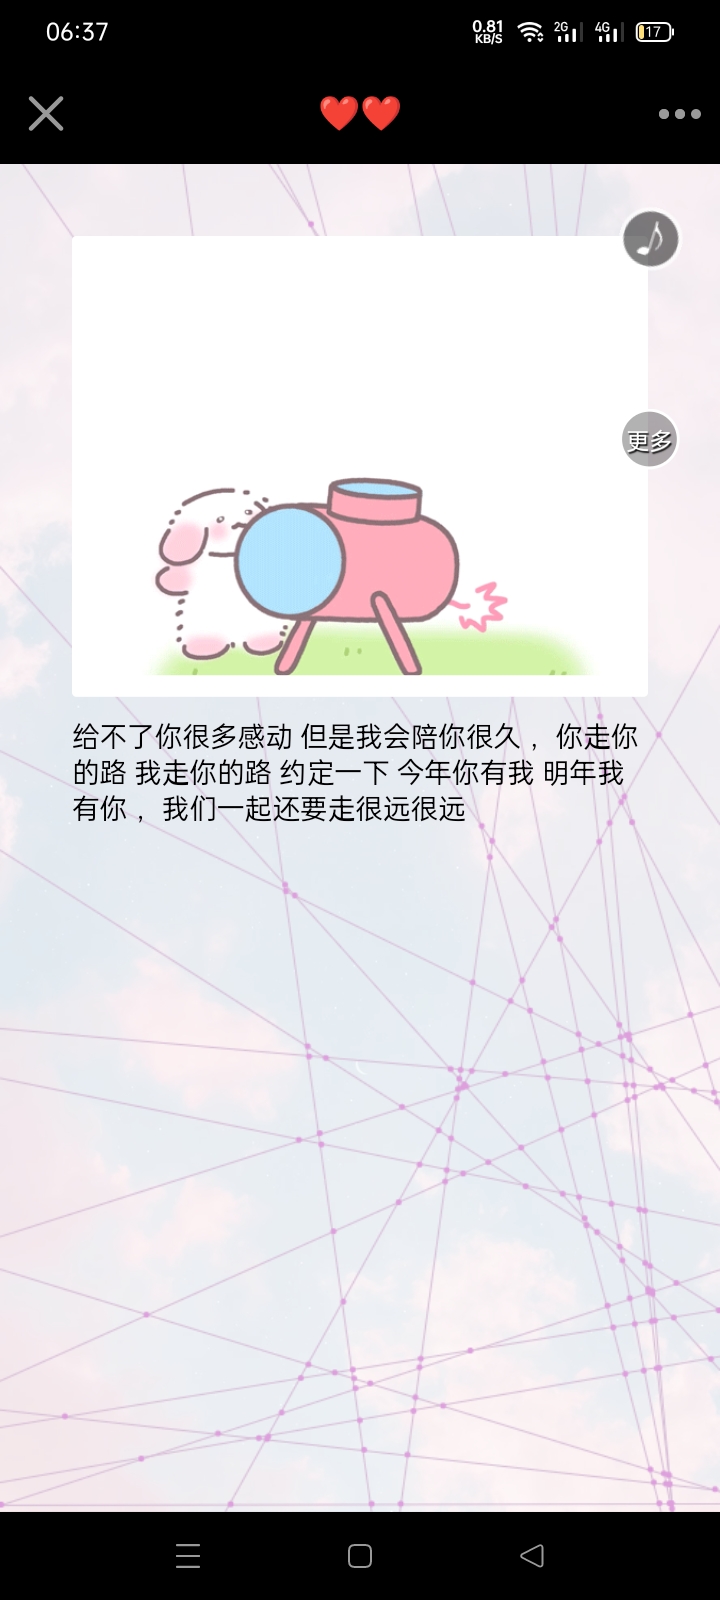 06:37
0.81
KB/S
2G
4G
17
❤️❤️
更多
给不了你很多感动 但是我会陪你很久 ，你走你
的路 我走你的路 约定一下 今年你有我 明年我
有你 ，我们一起还要走很远很远